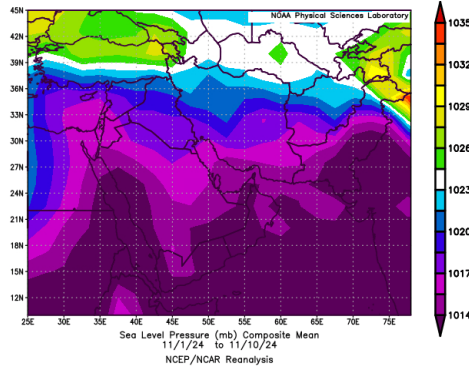 NOAA Physical Sciences Laboratory
45N
42N
39N
36N
33N
30N
27N
24N
21N
18N
15N
12N
25E 30E 35E 40E 45E 50E 55E 60E 65E 70E 75E
1035
1032
1029
1026
1023
1020
1017
1014
Sea Level Pressure (mb) Composite Mean
11/1/24 to 11/10/24
NCEP/NCAR Reanalysis